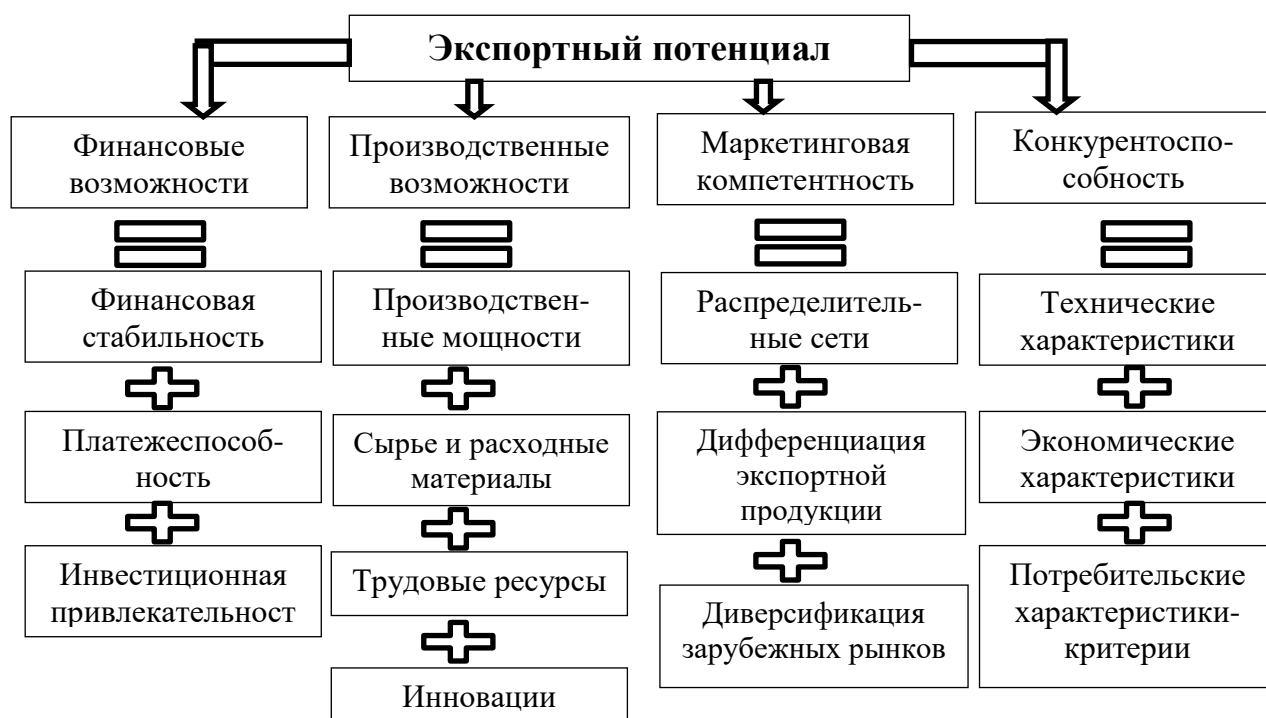 Экспортный потенциал
Финансовые
возможности
Производственные
возможности
Маркетинговая
компетентность
Конкурентоспо-
собность
Финансовая
стабильность
Производствен-
ные мощности
Распределитель-
ные сети
Технические
характеристики
Платежеспособ-
ность
Сырье и расходные
материалы
Дифференциация
экспортной
продукции
Экономические
характеристики
Инвестиционная
привлекательност
Трудовые ресурсы
Диверсификация
зарубежных рынков
Потребительские
характеристики-
критерии
Инновации